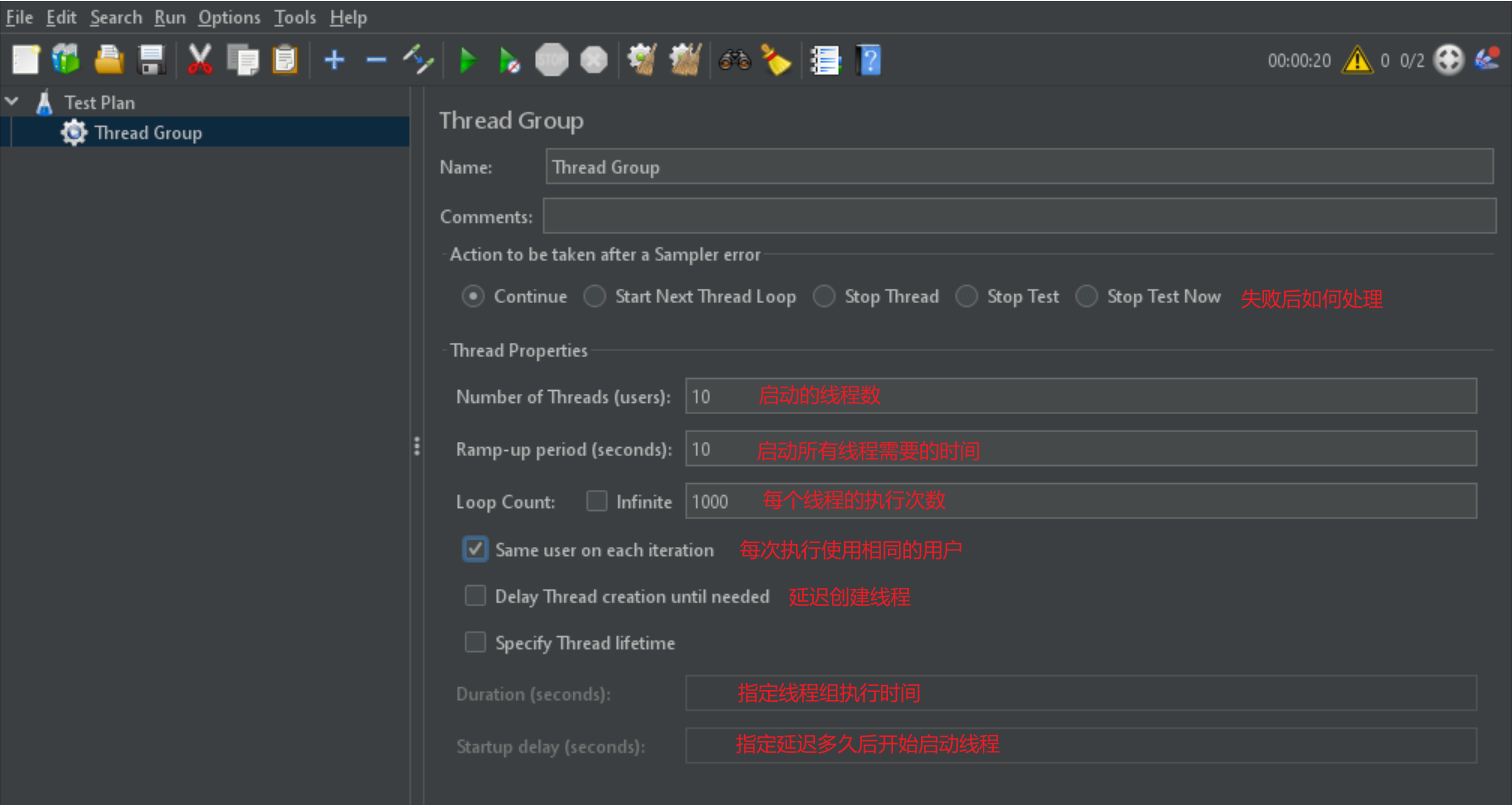 File Edit Search Run Options Tools Help
STOP 00:00:20 0 0/2
Test Plan
Thread Group
Thread Group
Name: Thread Group
Comments:
Action to be taken after a Sampler error
Continue Start Next Thread Loop Stop Thread Stop Test Stop Test Now 失败后如何处理
Thread Properties
Number of Threads (users): 10 启动的线程数
Ramp-up period (seconds): 10 启动所有线程需要的时间
Loop Count: Infinite 1000 每个线程的执行次数
Same user on each iteration 每次执行使用相同的用户
Delay Thread creation until needed 延迟创建线程
Specify Thread lifetime
Duration (seconds): 指定线程组执行时间
Startup delay (seconds): 指定延迟多久后开始启动线程